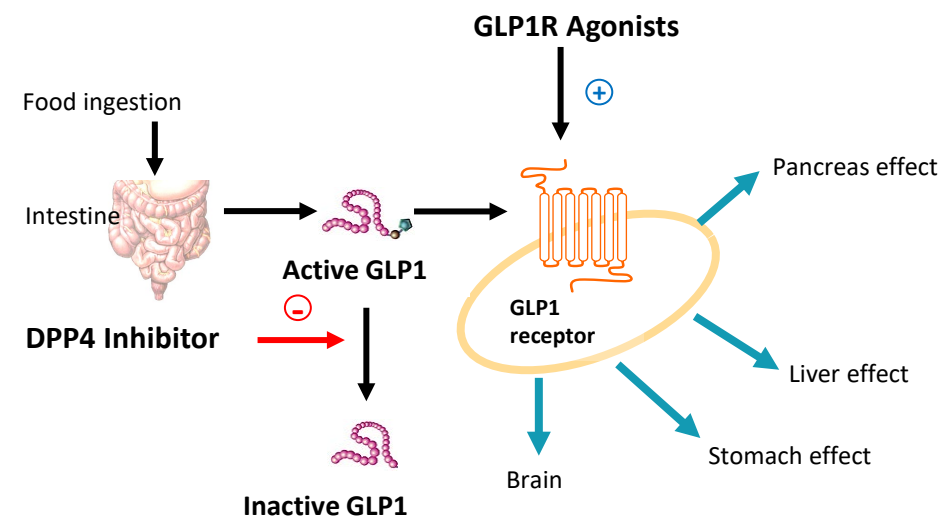 GLP1R Agonists
+
Food ingestion
Pancreas effect
Intestine
Active GLP1
-
GLP1
receptor
DPP4 Inhibitor
Liver effect
Stomach effect
Brain
Inactive GLP1